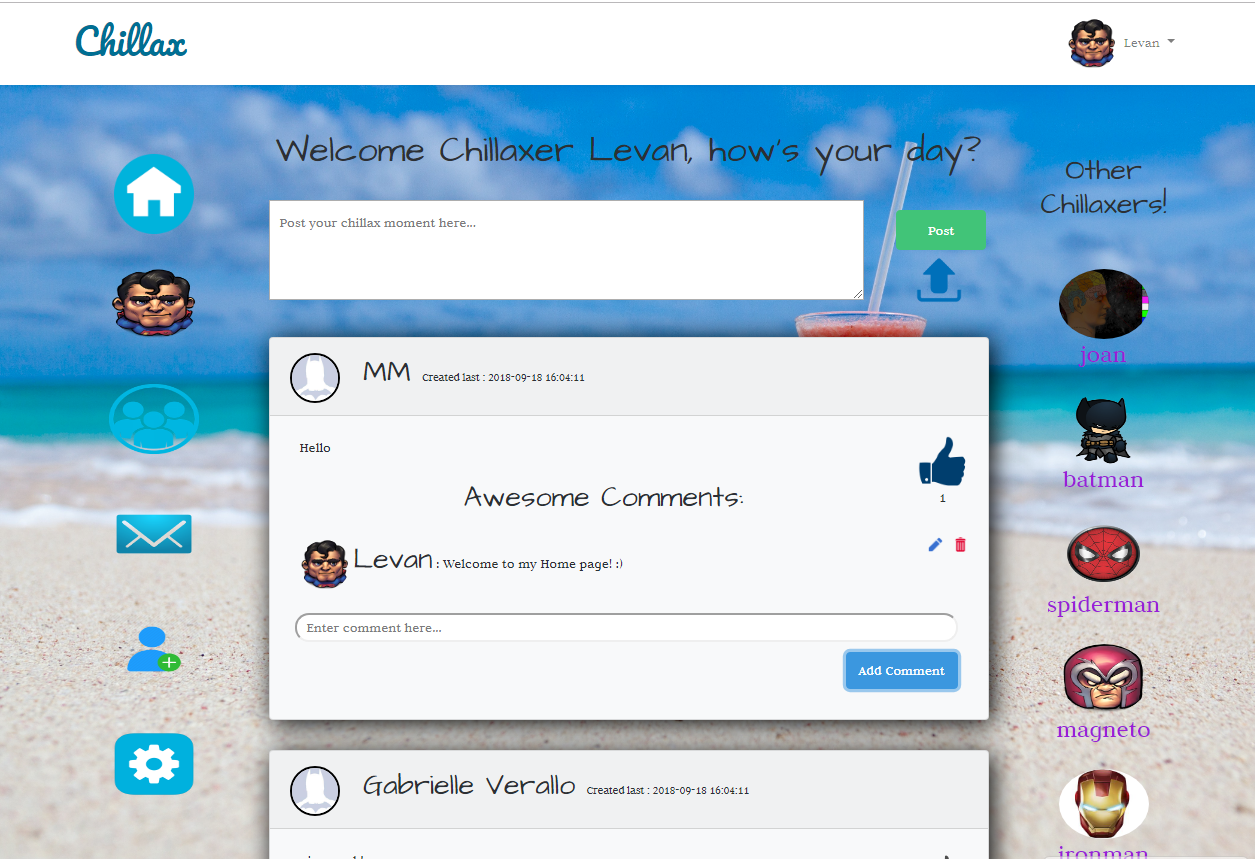 Chillax
Levan
Welcome Chillaxer Levan, how's your day?
Post your chillax moment here...
Post
Other
Chillaxers!
joan
batman
spiderman
magneto
ironman
MM Created last : 2018-09-18 16:04:11
Hello
1
Awesome Comments:
Levan : Welcome to my Home page! :)
Enter comment here...
Add Comment
Gabrielle Verallo Created last : 2018-09-18 16:04:11